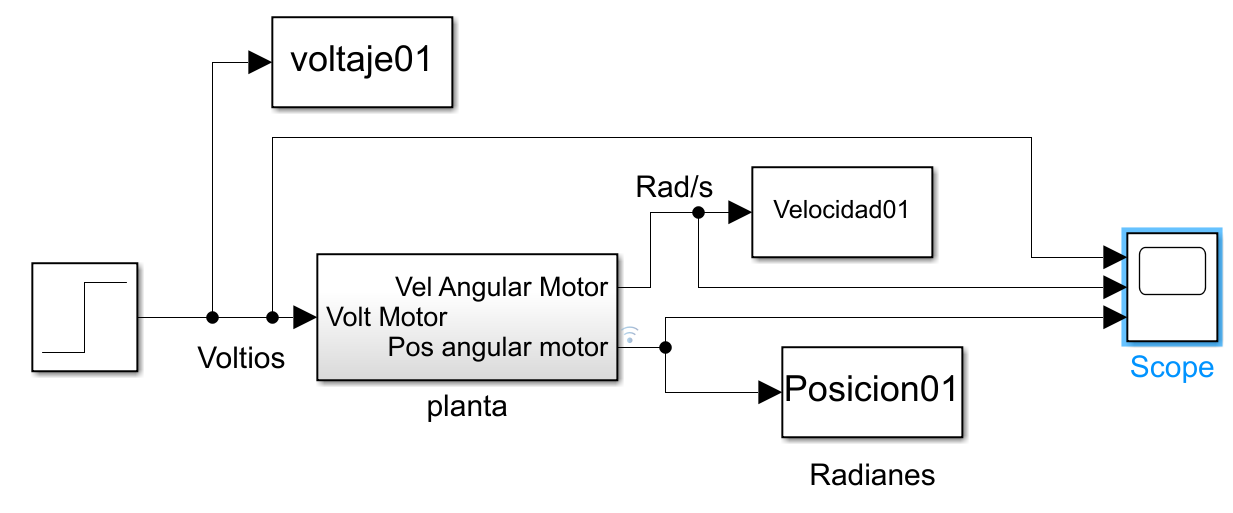 voltaje01
Rad/s
Velocidad01
Vel Angular Motor
Volt Motor
Pos angular motor
Voltios
planta
Posicion01
Radianes
Scope